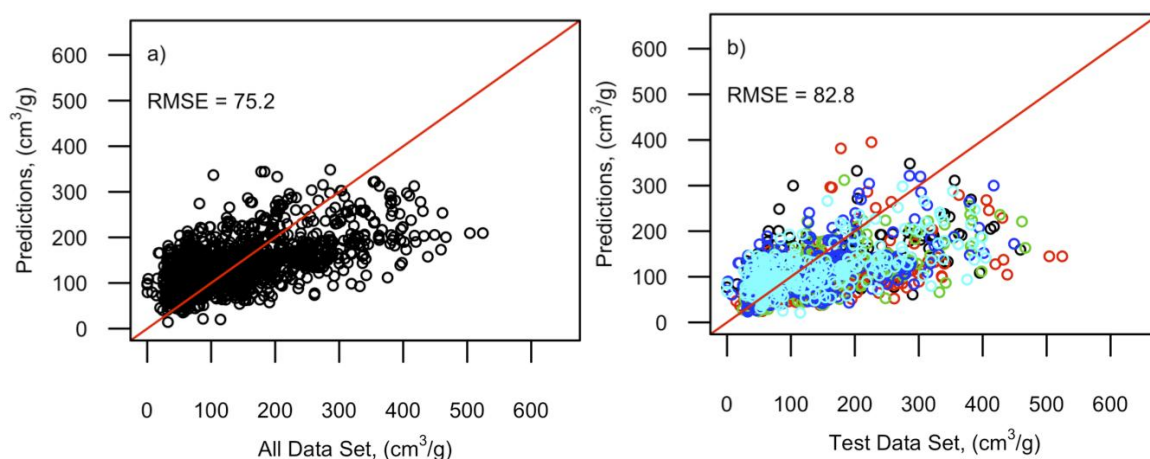 a)
RMSE = 75.2
600
500
400
300
200
100
0
Predictions, (cm³/g)
0 100 200 300 400 500 600
All Data Set, (cm³/g)
b)
RMSE = 82.8
600
500
400
300
200
100
0
Predictions, (cm³/g)
0 100 200 300 400 500 600
Test Data Set, (cm³/g)